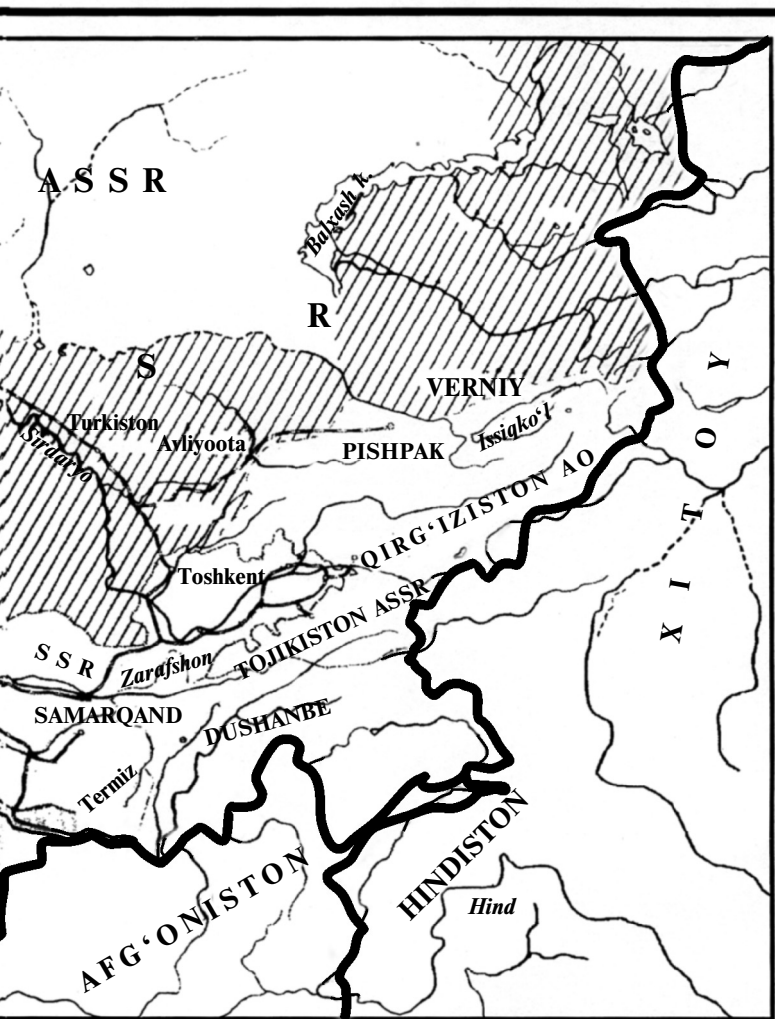 A S S R
Balxash k.
R
S
VERNIY
Turkiston
Sirdaryo
Avliyoota
PISHPAK
Issiqko‘l
QIRG‘IZISTON AO
Toshkent
TOJIKISTON ASSR
S S R
Zarafshon
SAMARQAND
DUSHANBE
Termiz
X I T O Y
AFG‘ONISTON
HINDISTON
Hind